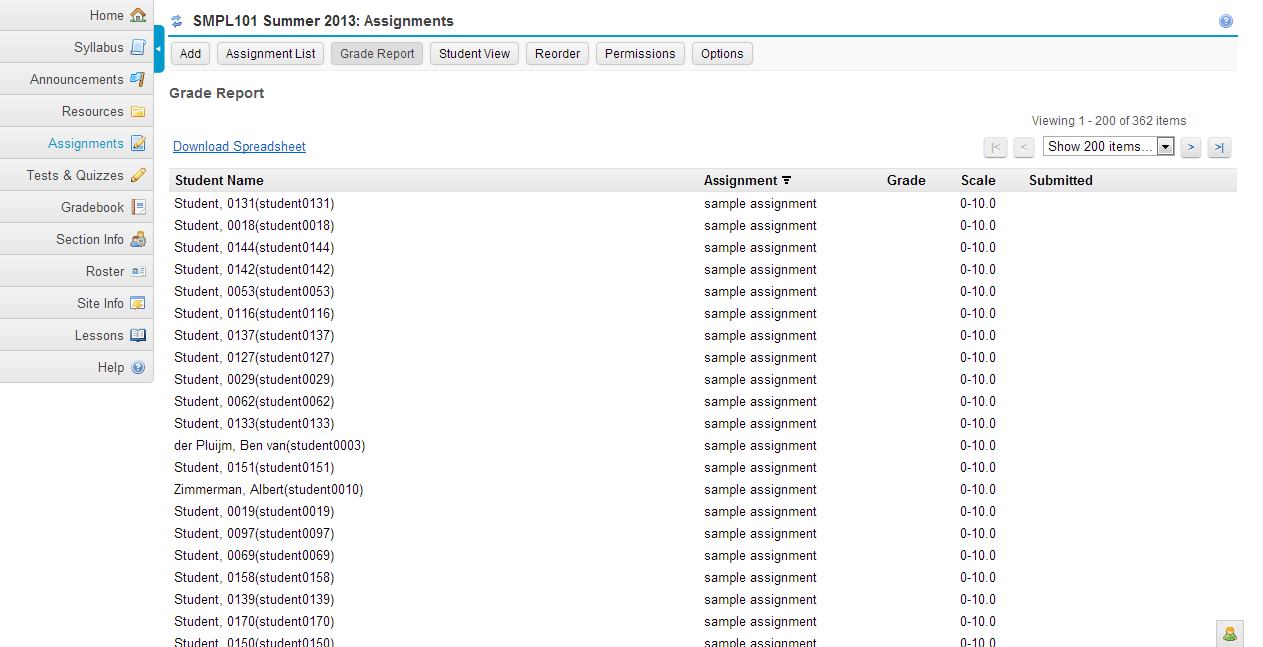 Home
Syllabus
Announcements
Resources
Assignments
Tests & Quizzes
Gradebook
Section Info
Roster
Site Info
Lessons
Help
SMPL101 Summer 2013: Assignments
Add Assignment List Grade Report Student View Reorder Permissions Options
Grade Report
Viewing 1 - 200 of 362 items
Download Spreadsheet |< < Show 200 items... > >|
Student Name Assignment Grade Scale Submitted
Student, 0131(student0131) sample assignment 0-10.0
Student, 0018(student0018) sample assignment 0-10.0
Student, 0144(student0144) sample assignment 0-10.0
Student, 0142(student0142) sample assignment 0-10.0
Student, 0053(student0053) sample assignment 0-10.0
Student, 0116(student0116) sample assignment 0-10.0
Student, 0137(student0137) sample assignment 0-10.0
Student, 0127(student0127) sample assignment 0-10.0
Student, 0029(student0029) sample assignment 0-10.0
Student, 0062(student0062) sample assignment 0-10.0
Student, 0133(student0133) sample assignment 0-10.0
der Pluijm, Ben van(student0003) sample assignment 0-10.0
Student, 0151(student0151) sample assignment 0-10.0
Zimmerman, Albert(student0010) sample assignment 0-10.0
Student, 0019(student0019) sample assignment 0-10.0
Student, 0097(student0097) sample assignment 0-10.0
Student, 0069(student0069) sample assignment 0-10.0
Student, 0158(student0158) sample assignment 0-10.0
Student, 0139(student0139) sample assignment 0-10.0
Student, 0170(student0170) sample assignment 0-10.0
Student, 0150(student0150) sample assignment 0-10.0